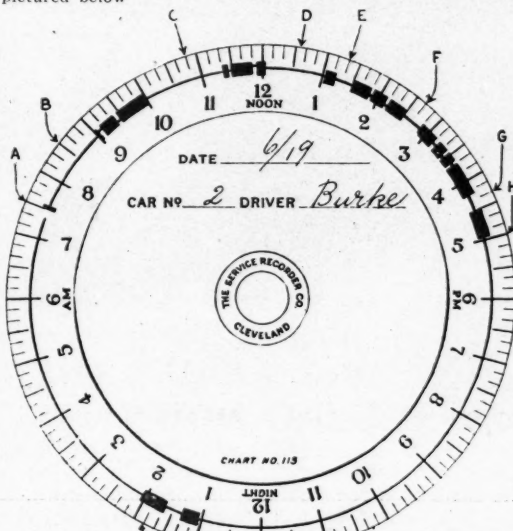 pictured below
C
D
E
F
B
G
A
H
11
12
NOON
1
10
2
9
3
8
4
7
5
6
AM
6
PM
5
7
4
8
3
9
2
10
1
12
NIGHT
11
DATE 6/19
CAR Nº 2 DRIVER Burke
THE SERVICE RECORDER CO.
CLEVELAND
CHART NO. 113